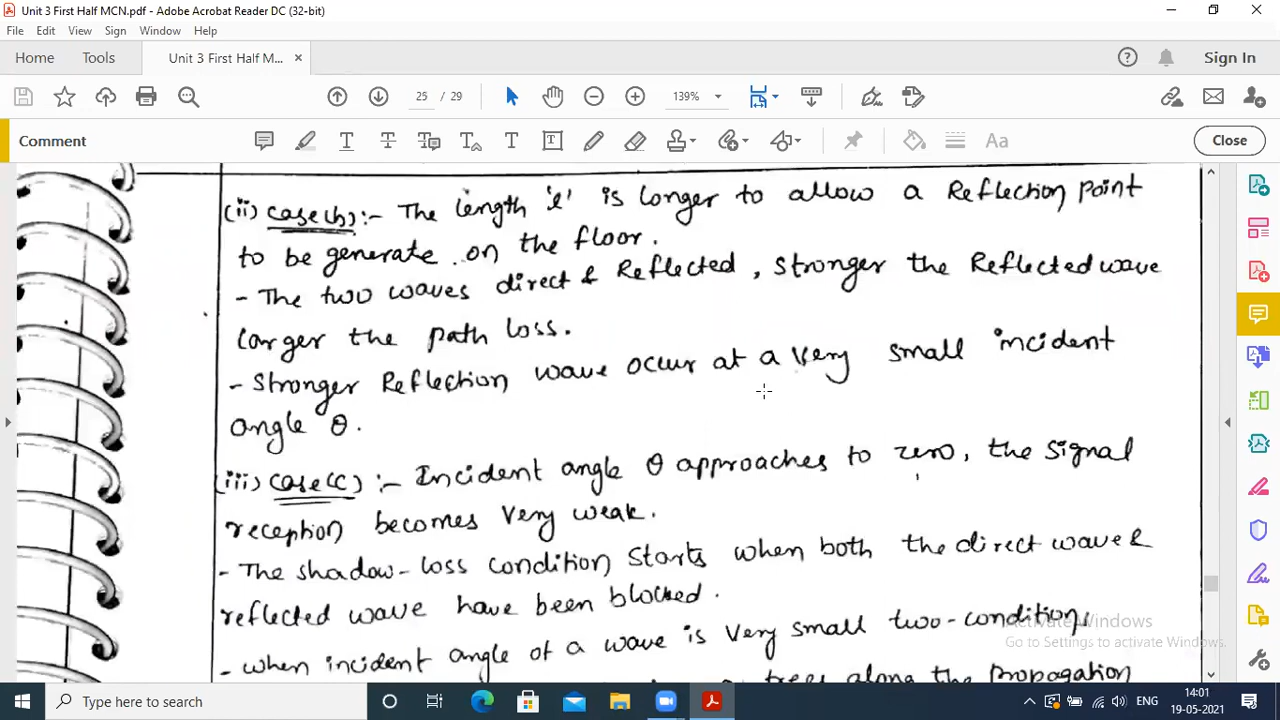 Unit 3 First Half MCN.pdf - Adobe Acrobat Reader DC (32-bit)
File Edit View Sign Window Help
Home Tools Unit 3 First Half M... × Sign In
25 / 29 139%
Comment Close
(ii) case(b):- The length 'l' is longer to allow a Reflection Point
to be generate on the floor.
- The two waves direct & Reflected, Stronger the Reflected wave
larger the path loss.
- Stronger Reflection wave occur at a very small incident
angle θ.
(iii) case(c) :- Incident angle θ approaches to zero, the signal
reception becomes very weak.
- The shadow-loss condition starts when both the direct wave &
reflected wave have been blocked.
- when incident angle of a wave is very small two-condition,
trees along the propagation
Activate Windows
Go to Settings to activate Windows.
Type here to search
ENG
14:01
19-05-2021